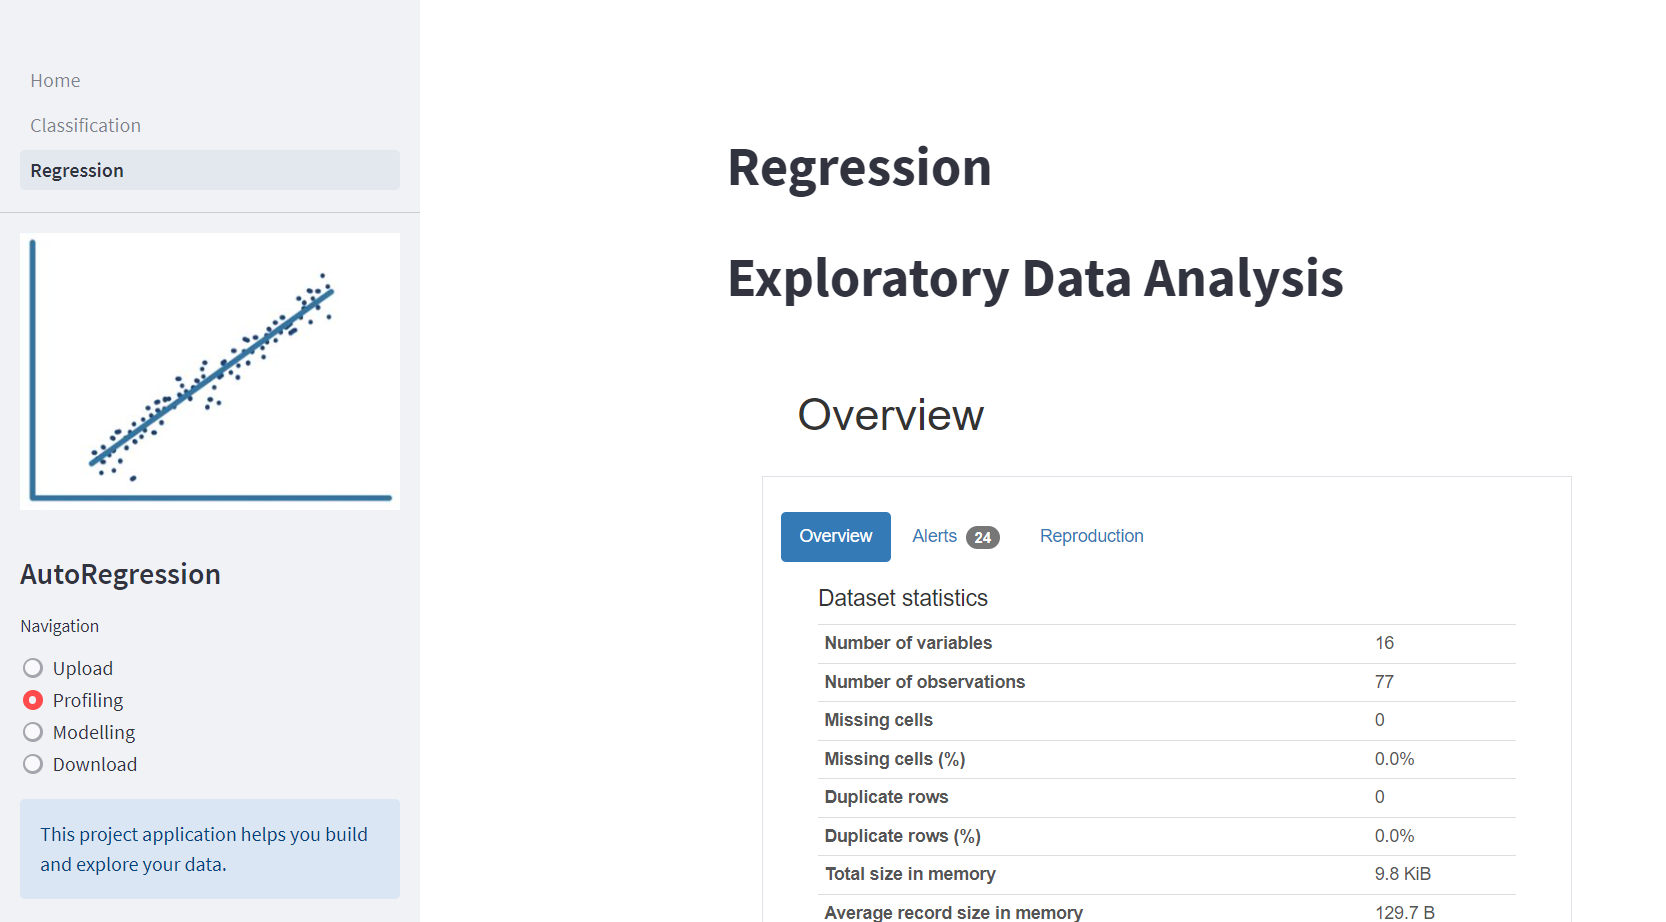 Home
Classification
Regression
AutoRegression
Navigation
Upload
Profiling
Modelling
Download
This project application helps you build
and explore your data.
Regression
Exploratory Data Analysis
Overview
Overview Alerts 24 Reproduction
Dataset statistics
Number of variables 16
Number of observations 77
Missing cells 0
Missing cells (%) 0.0%
Duplicate rows 0
Duplicate rows (%) 0.0%
Total size in memory 9.8 KiB
Average record size in memory 129.7 B